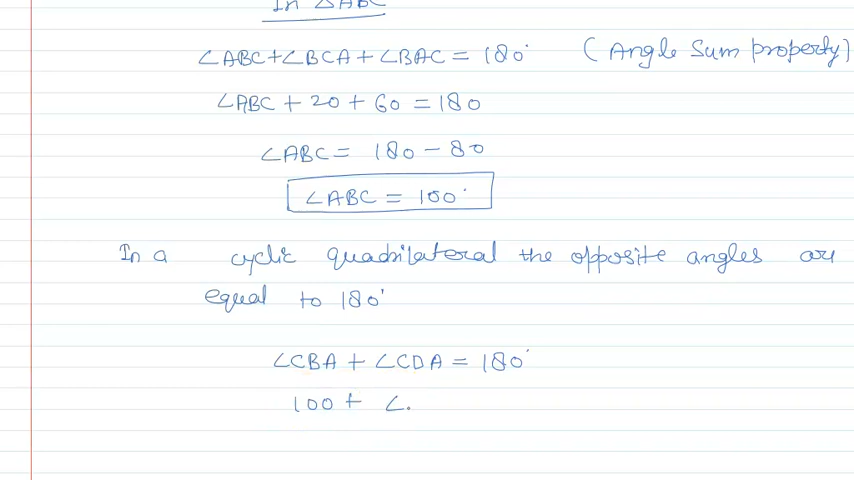 In △ABC
∠ABC+∠BCA+∠BAC = 180° (Angle Sum property)
∠ABC + 20 + 60 = 180
∠ABC = 180 - 80
∠ABC = 100°
In a cyclic quadrilateral the opposite angles are
equal to 180°
∠CBA + ∠CDA = 180°
100 + ∠.